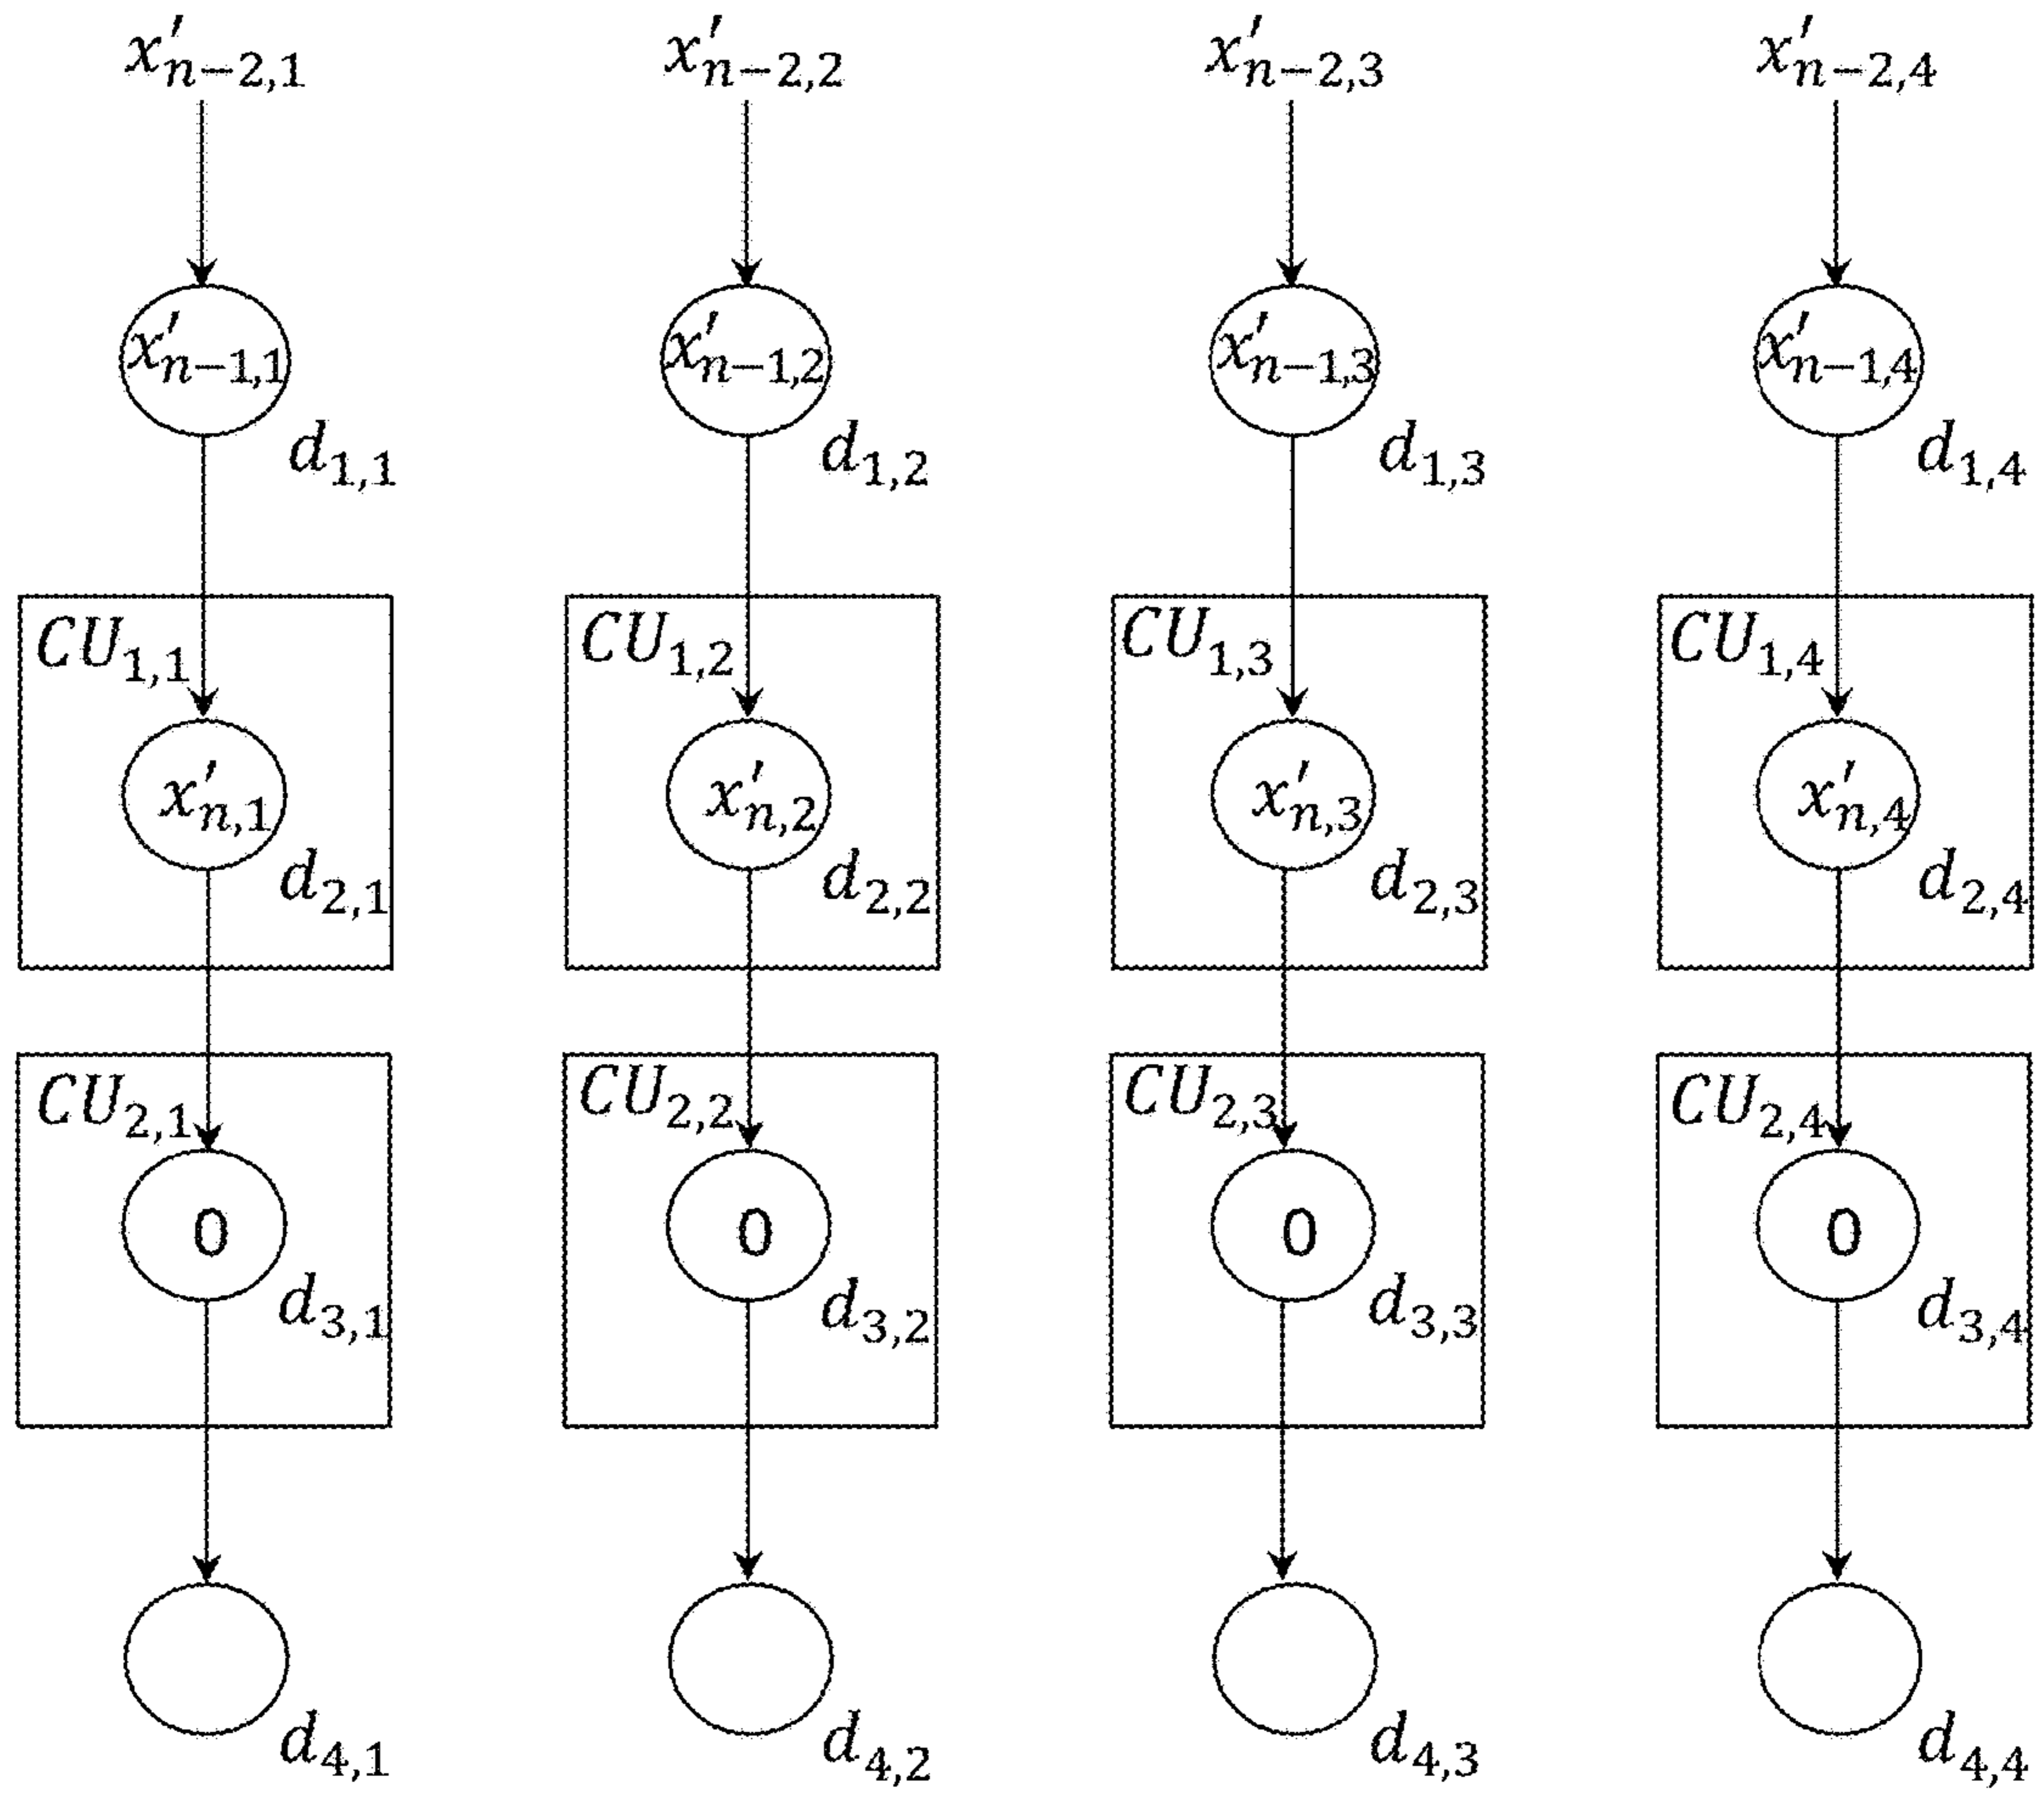 x′n−2,1 x′n−2,2 x′n−2,3 x′n−2,4
x′n−1,1 x′n−1,2 x′n−1,3 x′n−1,4
d1,1 d1,2 d1,3 d1,4
CU1,1 CU1,2 CU1,3 CU1,4
x′n,1 x′n,2 x′n,3 x′n,4
d2,1 d2,2 d2,3 d2,4
CU2,1 CU2,2 CU2,3 CU2,4
0 0 0 0
d3,1 d3,2 d3,3 d3,4
d4,1 d4,2 d4,3 d4,4